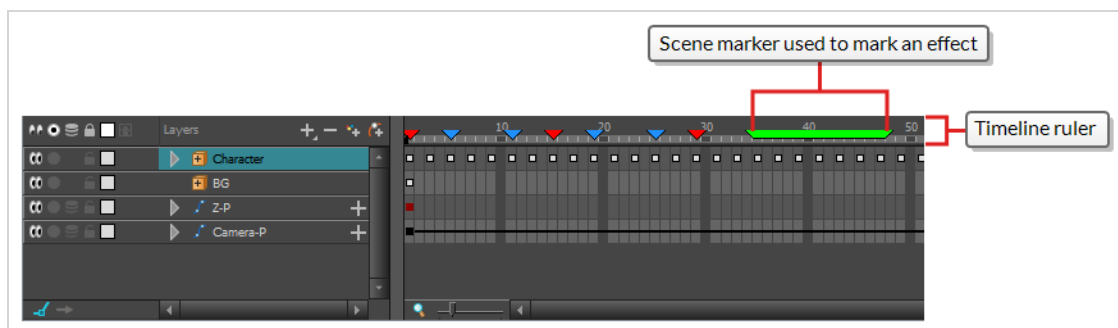 Scene marker used to mark an effect
Layers
10 20 30 40 50
Timeline ruler
Character
BG
Z-P
Camera-P